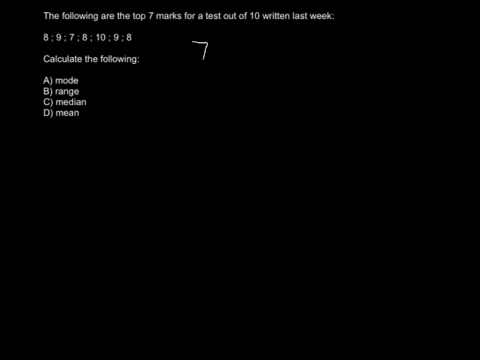 The following are the top 7 marks for a test out of 10 written last week:
8 ; 9 ; 7 ; 8 ; 10 ; 9 ; 8
7
Calculate the following:
A) mode
B) range
C) median
D) mean